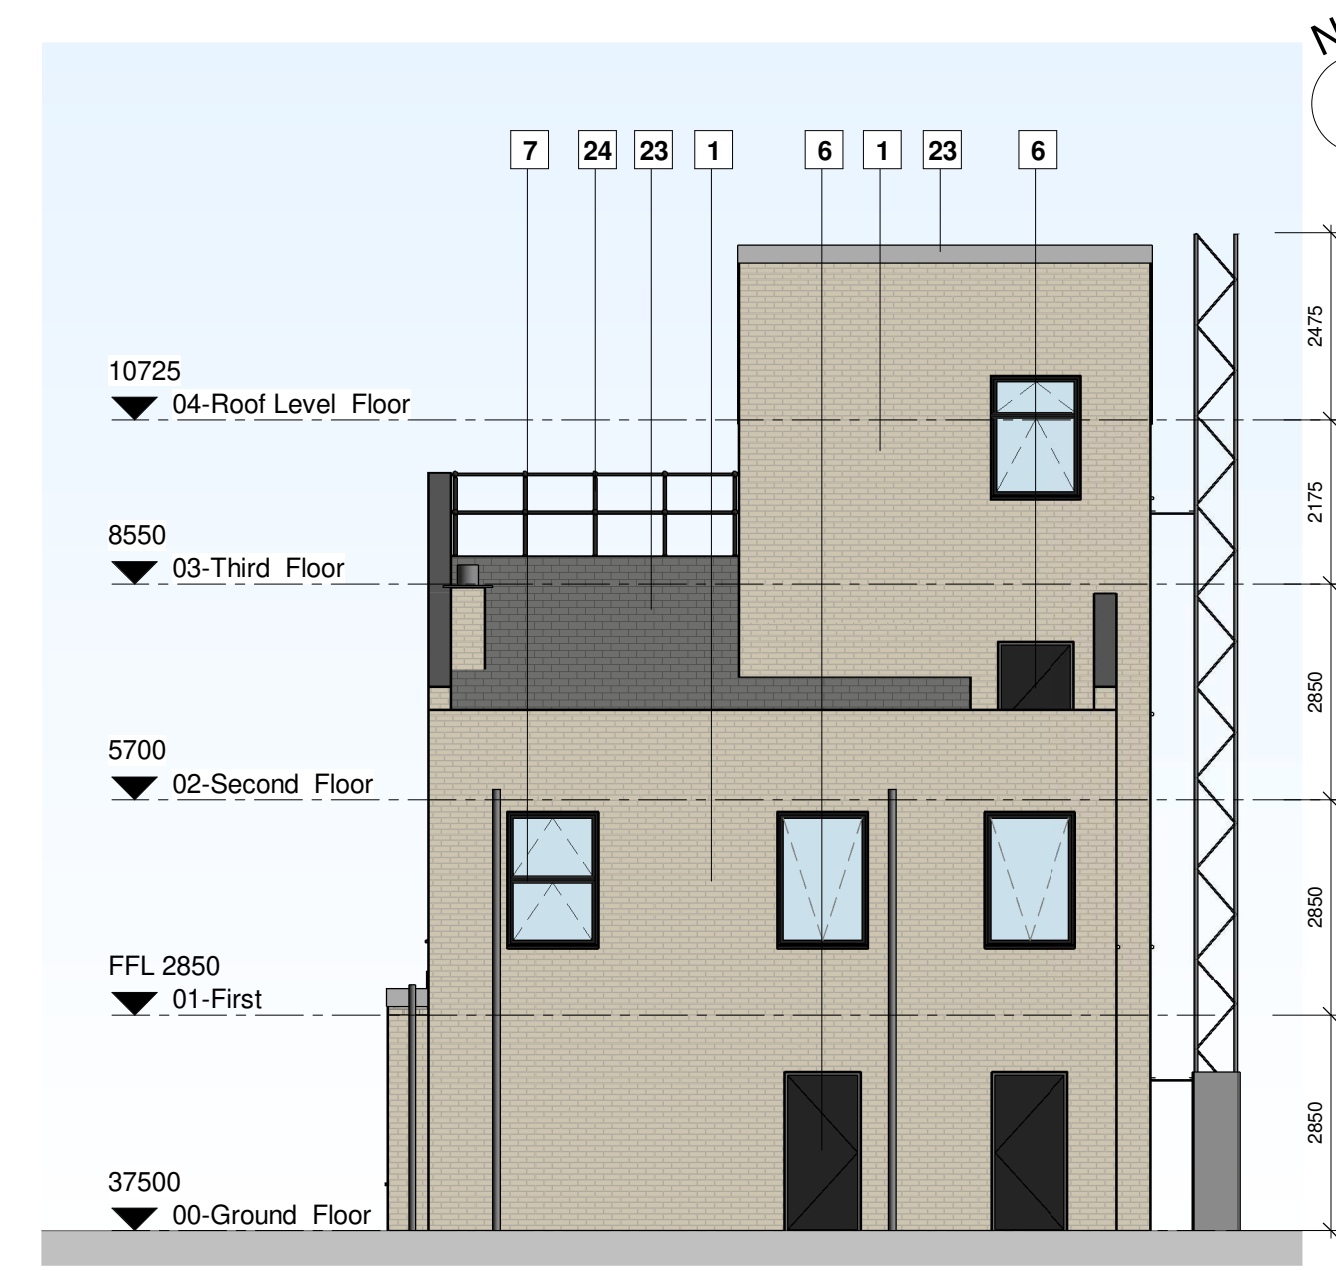 N
7 24 23 1 6 1 23 6
2475
10725
04-Roof Level Floor
2175
8550
03-Third Floor
2850
5700
02-Second Floor
2850
FFL 2850
01-First
2850
37500
00-Ground Floor